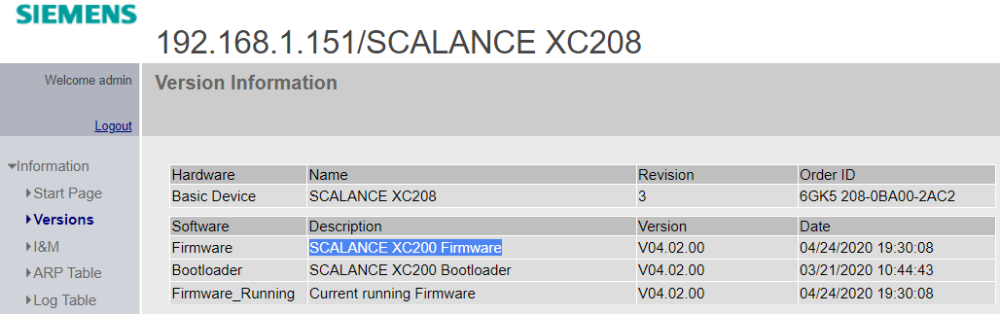 SIEMENS
192.168.1.151/SCALANCE XC208
Welcome admin
Logout
Version Information
Information
Start Page
Versions
I&M
ARP Table
Log Table
Hardware Name Revision Order ID
Basic Device SCALANCE XC208 3 6GK5 208-0BA00-2AC2
Software Description Version Date
Firmware SCALANCE XC200 Firmware V04.02.00 04/24/2020 19:30:08
Bootloader SCALANCE XC200 Bootloader V04.02.00 03/21/2020 10:44:43
Firmware_Running Current running Firmware V04.02.00 04/24/2020 19:30:08